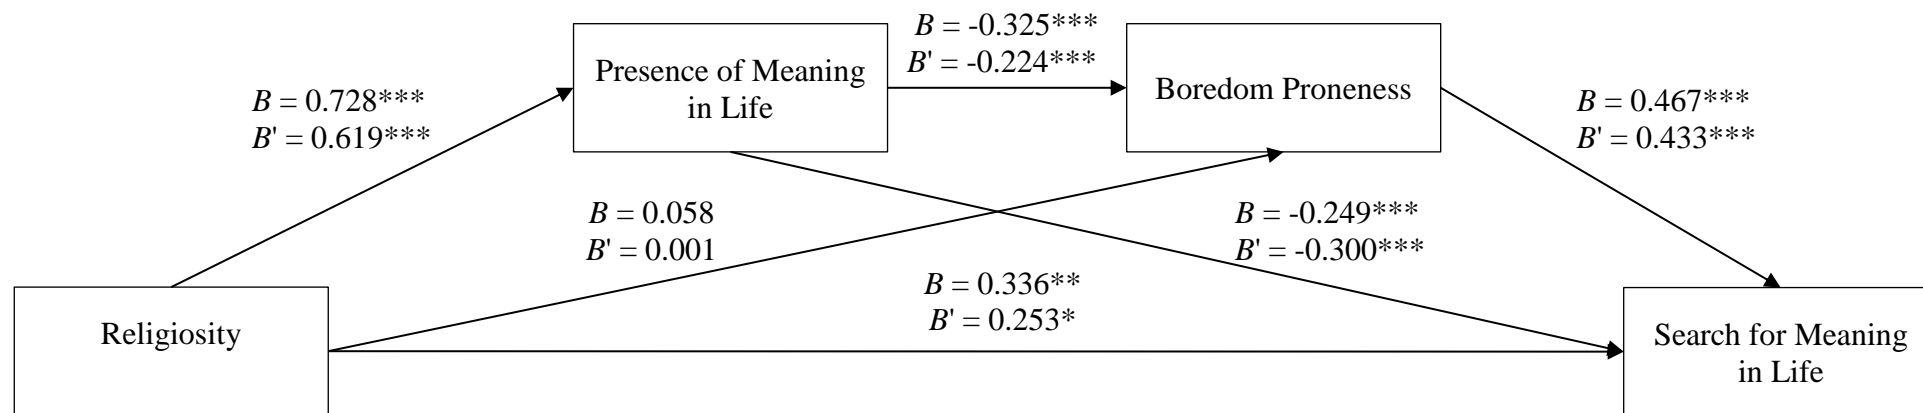 B = -0.325***
B' = -0.224***
Presence of Meaning
in Life
Boredom Proneness
B = 0.728***
B' = 0.619***
B = 0.467***
B' = 0.433***
B = 0.058
B' = 0.001
B = -0.249***
B' = -0.300***
B = 0.336**
B' = 0.253*
Religiosity
Search for Meaning
in Life